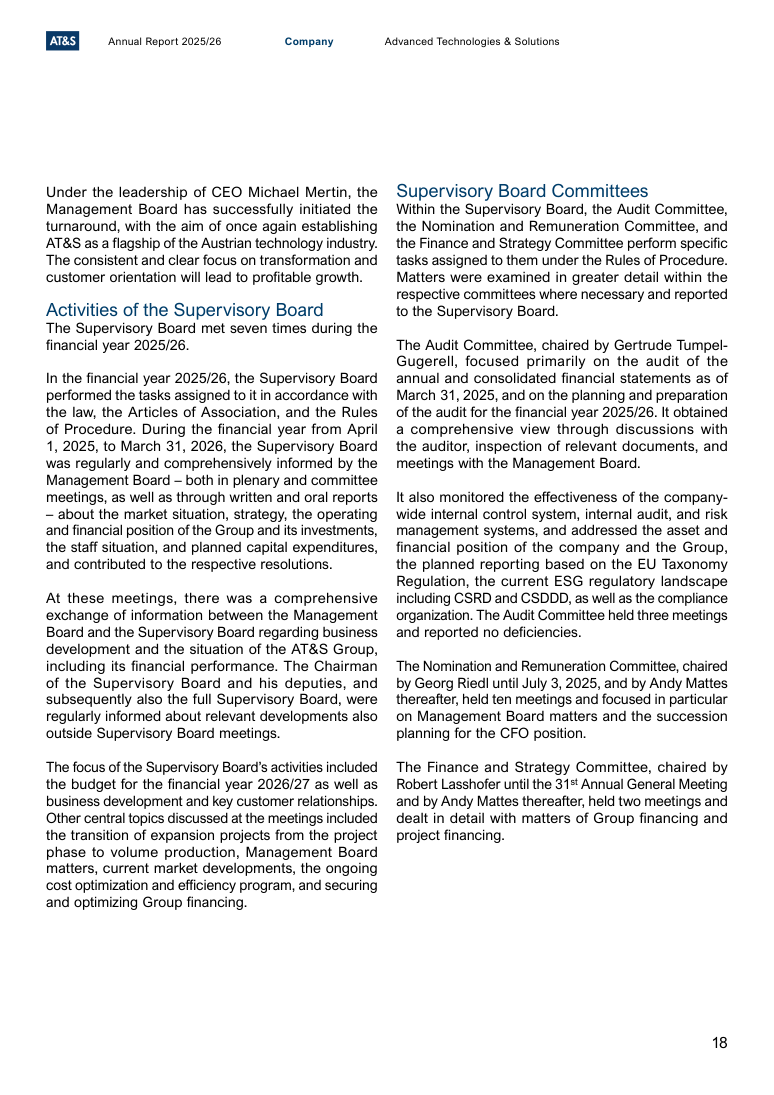 AT&S
Annual Report 2025/26
Company
Advanced Technologies & Solutions
Under the leadership of CEO Michael Mertin, the
Management Board has successfully initiated the
turnaround, with the aim of once again establishing
AT&S as a flagship of the Austrian technology industry.
The consistent and clear focus on transformation and
customer orientation will lead to profitable growth.
Activities of the Supervisory Board
The Supervisory Board met seven times during the
financial year 2025/26.
In the financial year 2025/26, the Supervisory Board
performed the tasks assigned to it in accordance with
the law, the Articles of Association, and the Rules
of Procedure. During the financial year from April
1, 2025, to March 31, 2026, the Supervisory Board
was regularly and comprehensively informed by the
Management Board – both in plenary and committee
meetings, as well as through written and oral reports
– about the market situation, strategy, the operating
and financial position of the Group and its investments,
the staff situation, and planned capital expenditures,
and contributed to the respective resolutions.
At these meetings, there was a comprehensive
exchange of information between the Management
Board and the Supervisory Board regarding business
development and the situation of the AT&S Group,
including its financial performance. The Chairman
of the Supervisory Board and his deputies, and
subsequently also the full Supervisory Board, were
regularly informed about relevant developments also
outside Supervisory Board meetings.
The focus of the Supervisory Board's activities included
the budget for the financial year 2026/27 as well as
business development and key customer relationships.
Other central topics discussed at the meetings included
the transition of expansion projects from the project
phase to volume production, Management Board
matters, current market developments, the ongoing
cost optimization and efficiency program, and securing
and optimizing Group financing.
Supervisory Board Committees
Within the Supervisory Board, the Audit Committee,
the Nomination and Remuneration Committee, and
the Finance and Strategy Committee perform specific
tasks assigned to them under the Rules of Procedure.
Matters were examined in greater detail within the
respective committees where necessary and reported
to the Supervisory Board.
The Audit Committee, chaired by Gertrude Tumpel-
Gugerell, focused primarily on the audit of the
annual and consolidated financial statements as of
March 31, 2025, and on the planning and preparation
of the audit for the financial year 2025/26. It obtained
a comprehensive view through discussions with
the auditor, inspection of relevant documents, and
meetings with the Management Board.
It also monitored the effectiveness of the company-
wide internal control system, internal audit, and risk
management systems, and addressed the asset and
financial position of the company and the Group,
the planned reporting based on the EU Taxonomy
Regulation, the current ESG regulatory landscape
including CSRD and CSDDD, as well as the compliance
organization. The Audit Committee held three meetings
and reported no deficiencies.
The Nomination and Remuneration Committee, chaired
by Georg Riedl until July 3, 2025, and by Andy Mattes
thereafter, held ten meetings and focused in particular
on Management Board matters and the succession
planning for the CFO position.
The Finance and Strategy Committee, chaired by
Robert Lasshofer until the 31st Annual General Meeting
and by Andy Mattes thereafter, held two meetings and
dealt in detail with matters of Group financing and
project financing.
18